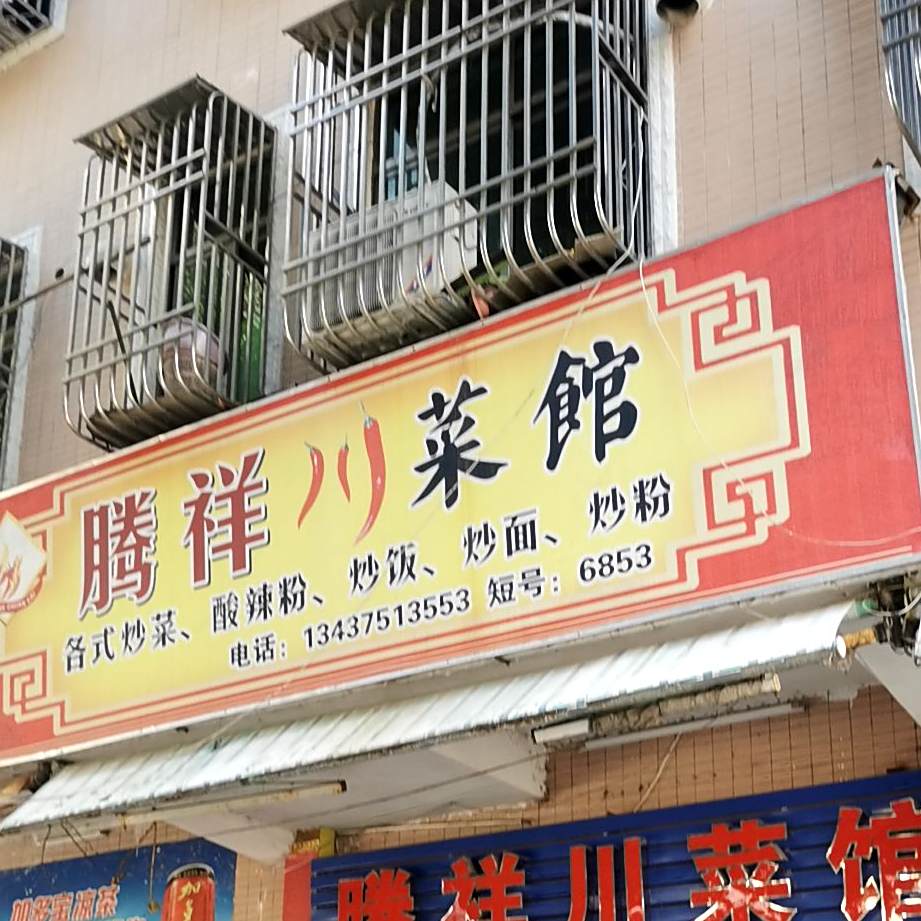 腾祥川菜館
各式炒菜、酸辣粉、炒饭、炒面、炒粉
电话：13437513553 短号：6853
加多宝凉茶
腾祥川菜馆